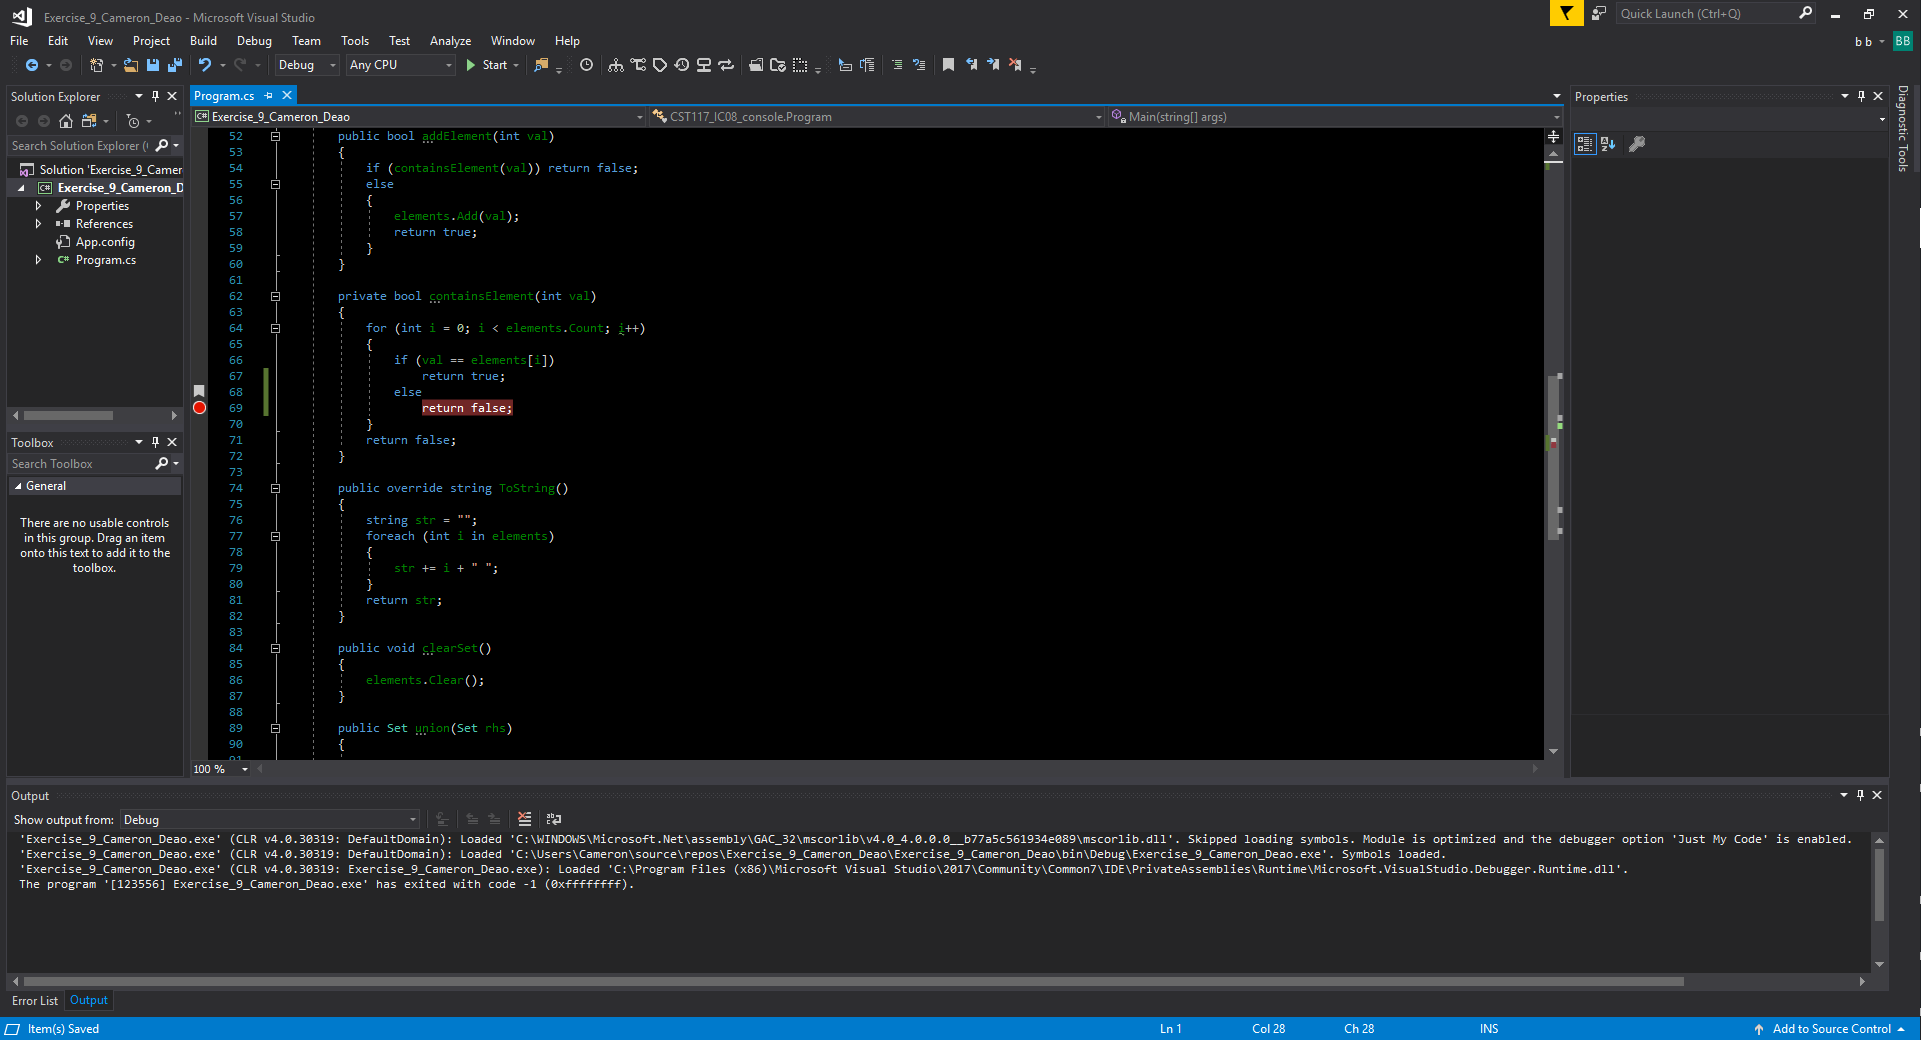 Exercise_9_Cameron_Deao - Microsoft Visual Studio
Quick Launch (Ctrl+Q)
File Edit View Project Build Debug Team Tools Test Analyze Window Help
b b BB
Debug Any CPU Start
Solution Explorer
Search Solution Explorer (
Solution 'Exercise_9_Camer
C# Exercise_9_Cameron_D
Properties
References
App.config
C# Program.cs
Toolbox
Search Toolbox
General
There are no usable controls
in this group. Drag an item
onto this text to add it to the
toolbox.
Program.cs
C# Exercise_9_Cameron_Deao CST117_IC08_console.Program Main(string[] args)
52 public bool addElement(int val)
53 {
54 if (containsElement(val)) return false;
55 else
56 {
57 elements.Add(val);
58 return true;
59 }
60 }
61
62 private bool containsElement(int val)
63 {
64 for (int i = 0; i < elements.Count; i++)
65 {
66 if (val == elements[i])
67 return true;
68 else
69 return false;
70 }
71 return false;
72 }
73
74 public override string ToString()
75 {
76 string str = "";
77 foreach (int i in elements)
78 {
79 str += i + " ";
80 }
81 return str;
82 }
83
84 public void clearSet()
85 {
86 elements.Clear();
87 }
88
89 public Set union(Set rhs)
90 {
91
100 %
Properties
Diagnostic Tools
Output
Show output from: Debug
'Exercise_9_Cameron_Deao.exe' (CLR v4.0.30319: DefaultDomain): Loaded 'C:\WINDOWS\Microsoft.Net\assembly\GAC_32\mscorlib\v4.0_4.0.0.0__b77a5c561934e089\mscorlib.dll'. Skipped loading symbols. Module is optimized and the debugger option 'Just My Code' is enabled.
'Exercise_9_Cameron_Deao.exe' (CLR v4.0.30319: DefaultDomain): Loaded 'C:\Users\Cameron\source\repos\Exercise_9_Cameron_Deao\Exercise_9_Cameron_Deao\bin\Debug\Exercise_9_Cameron_Deao.exe'. Symbols loaded.
'Exercise_9_Cameron_Deao.exe' (CLR v4.0.30319: Exercise_9_Cameron_Deao.exe): Loaded 'C:\Program Files (x86)\Microsoft Visual Studio\2017\Community\Common7\IDE\PrivateAssemblies\Runtime\Microsoft.VisualStudio.Debugger.Runtime.dll'.
The program '[123556] Exercise_9_Cameron_Deao.exe' has exited with code -1 (0xffffffff).
Error List Output
Item(s) Saved Ln 1 Col 28 Ch 28 INS Add to Source Control